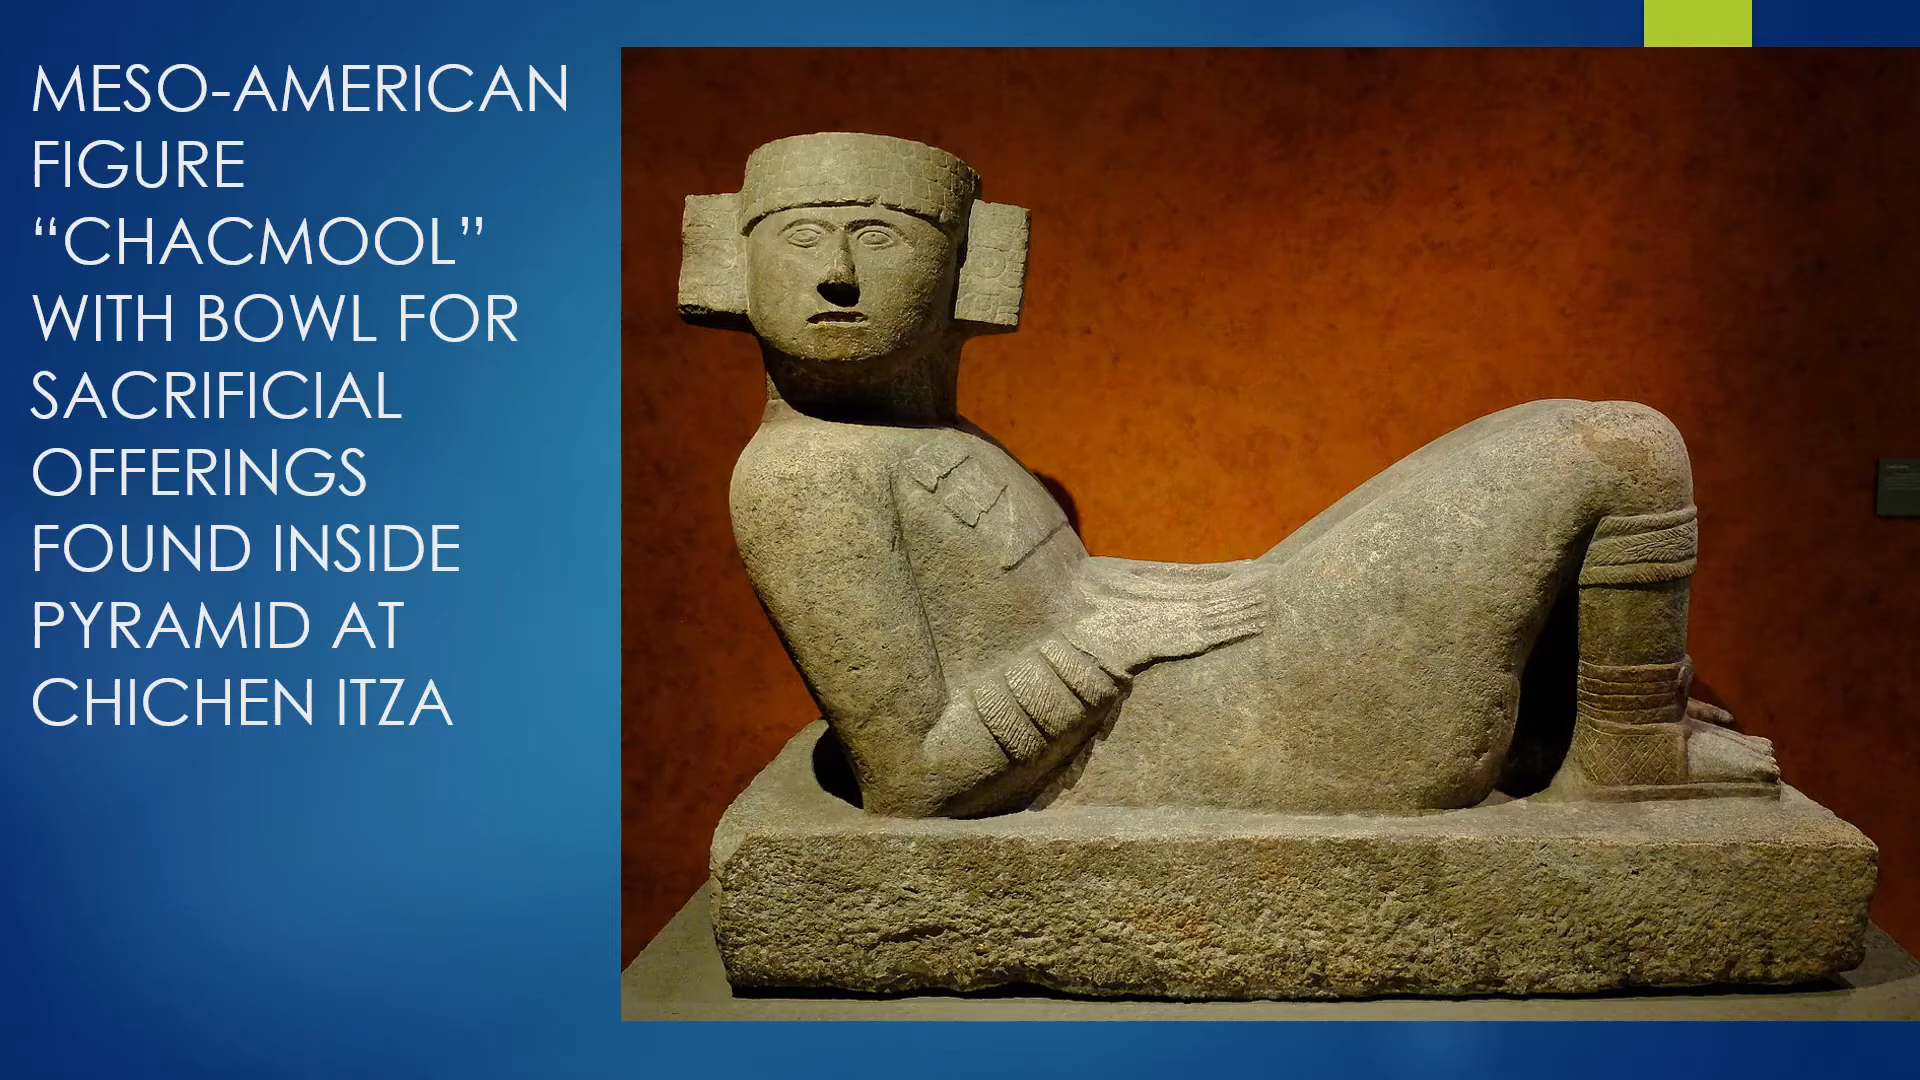 MESO-AMERICAN
FIGURE
“CHACMOOL”
WITH BOWL FOR
SACRIFICIAL
OFFERINGS
FOUND INSIDE
PYRAMID AT
CHICHEN ITZA